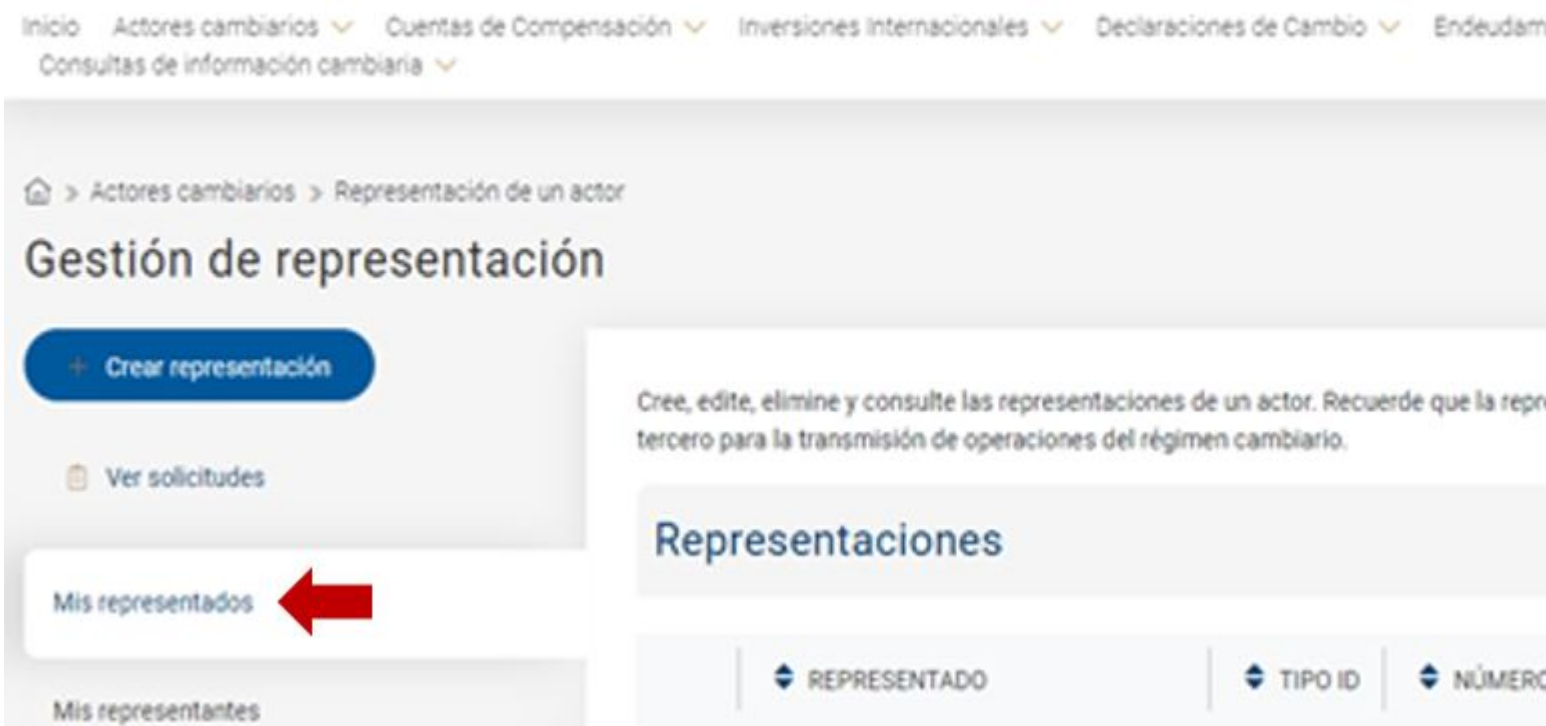 Inicio Actores cambiarios Cuentas de Compensación Inversiones Internacionales Declaraciones de Cambio Endeudam
Consultas de información cambiaria
> Actores cambiarios > Representación de un actor
Gestión de representación
+ Crear representación
Cree, edite, elimine y consulte las representaciones de un actor. Recuerde que la repre
tercero para la transmisión de operaciones del régimen cambiario.
Ver solicitudes
Representaciones
Mis representados
REPRESENTADO TIPO ID NÚMERO
Mis representantes